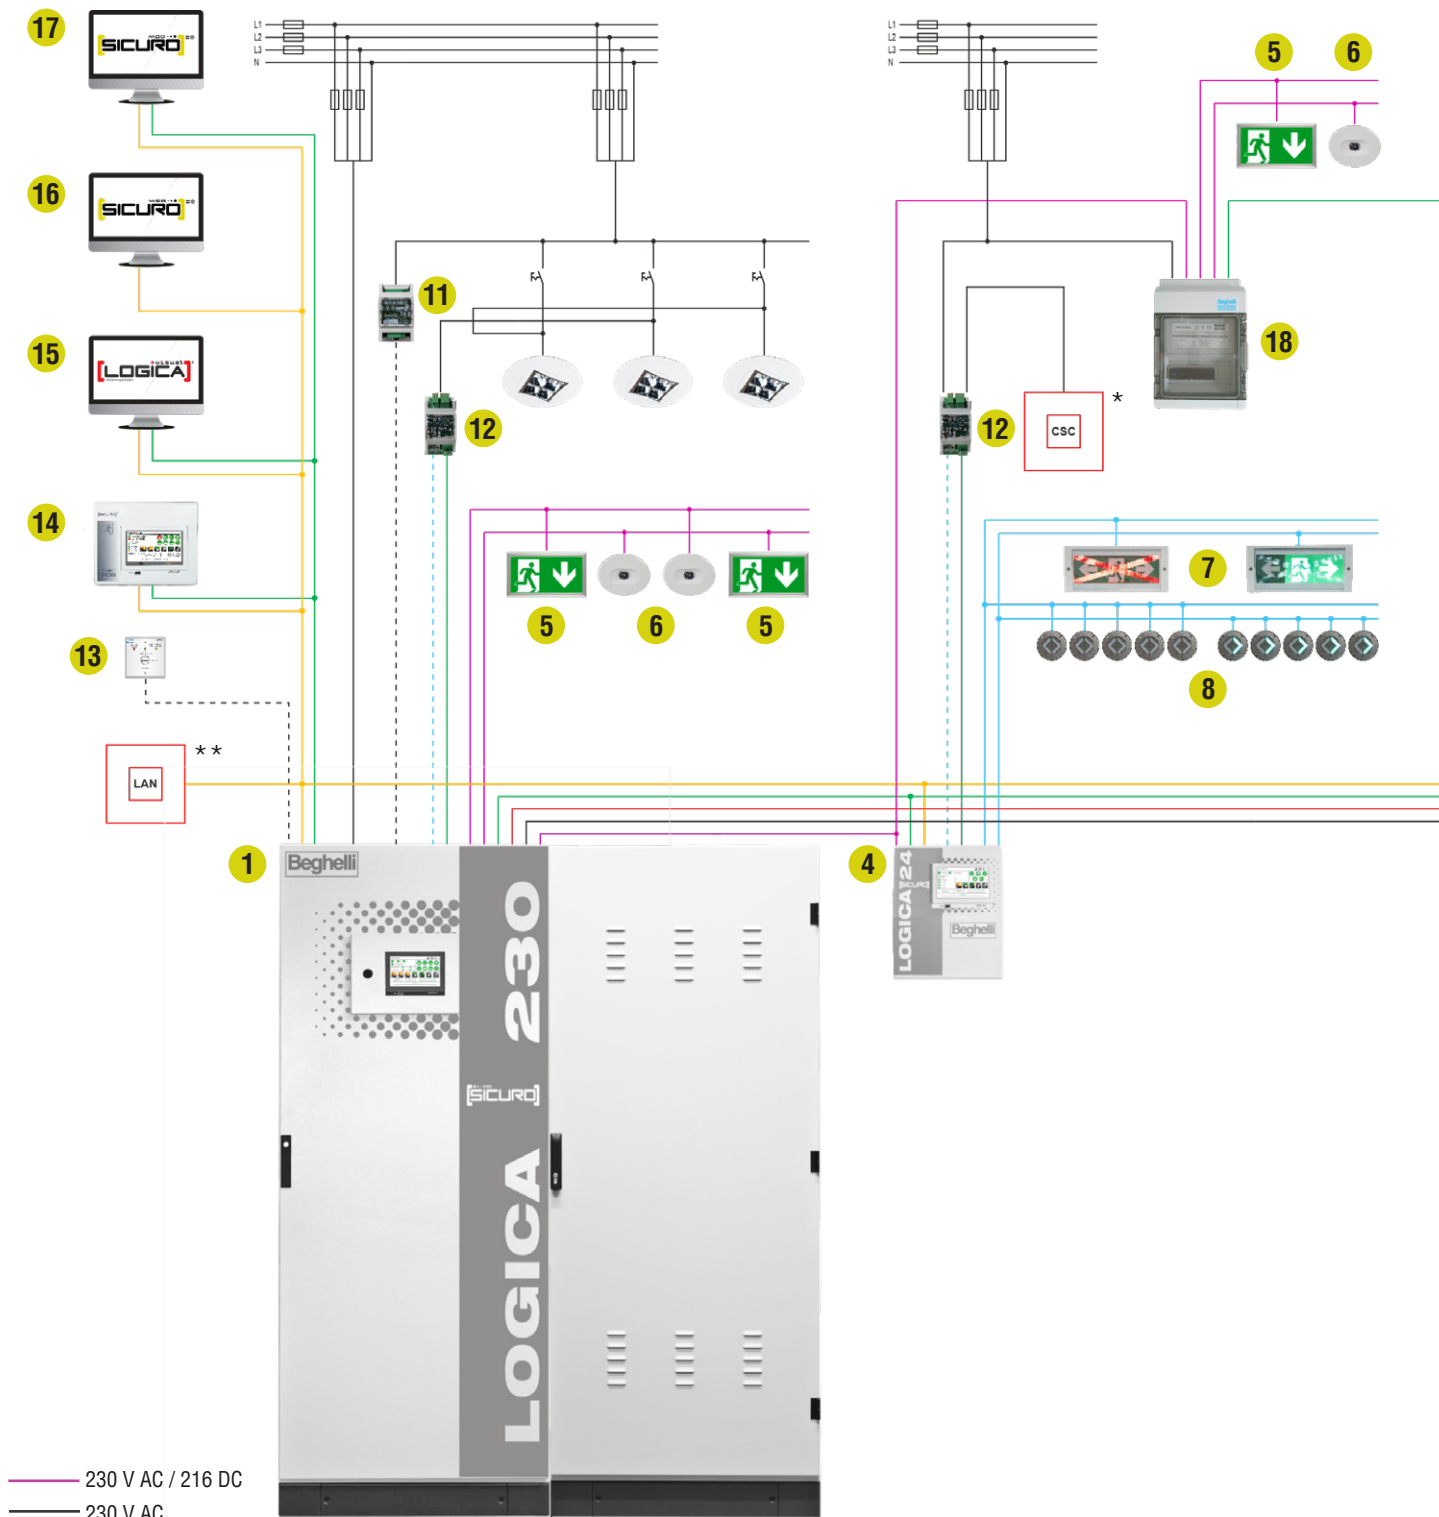 17
[SICURO]
L1
L2
L3
N
L1
L2
L3
N
5
6
16
[SICURO]
11
18
Beghelli
15
[LOGICA]
12
12
CSC
*
14
5
6
5
7
13
8
LAN
**
1
Beghelli
4
LOGICA 24
[SICURO]
Beghelli
LOGICA
[SICURO]
230
230 V AC / 216 DC
230 V AC